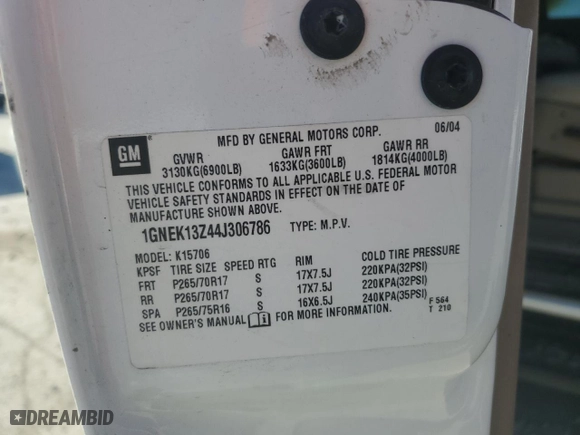 GM
MFD BY GENERAL MOTORS CORP. 06/04
GVWR GAWR FRT GAWR RR
3130KG(6900LB) 1633KG(3600LB) 1814KG(4000LB)
THIS VEHICLE CONFORMS TO ALL APPLICABLE U.S. FEDERAL MOTOR
VEHICLE SAFETY STANDARDS IN EFFECT ON THE DATE OF
MANUFACTURE SHOWN ABOVE.
1GNEK13Z44J306786 TYPE: M.P.V.
MODEL: K15706
KPSF TIRE SIZE SPEED RTG RIM COLD TIRE PRESSURE
FRT P265/70R17 S 17X7.5J 220KPA(32PSI)
RR P265/70R17 S 17X7.5J 220KPA(32PSI)
SPA P265/75R16 S 16X6.5J 240KPA(35PSI) F 564
SEE OWNER'S MANUAL FOR MORE INFORMATION. T 210
DREAMBID